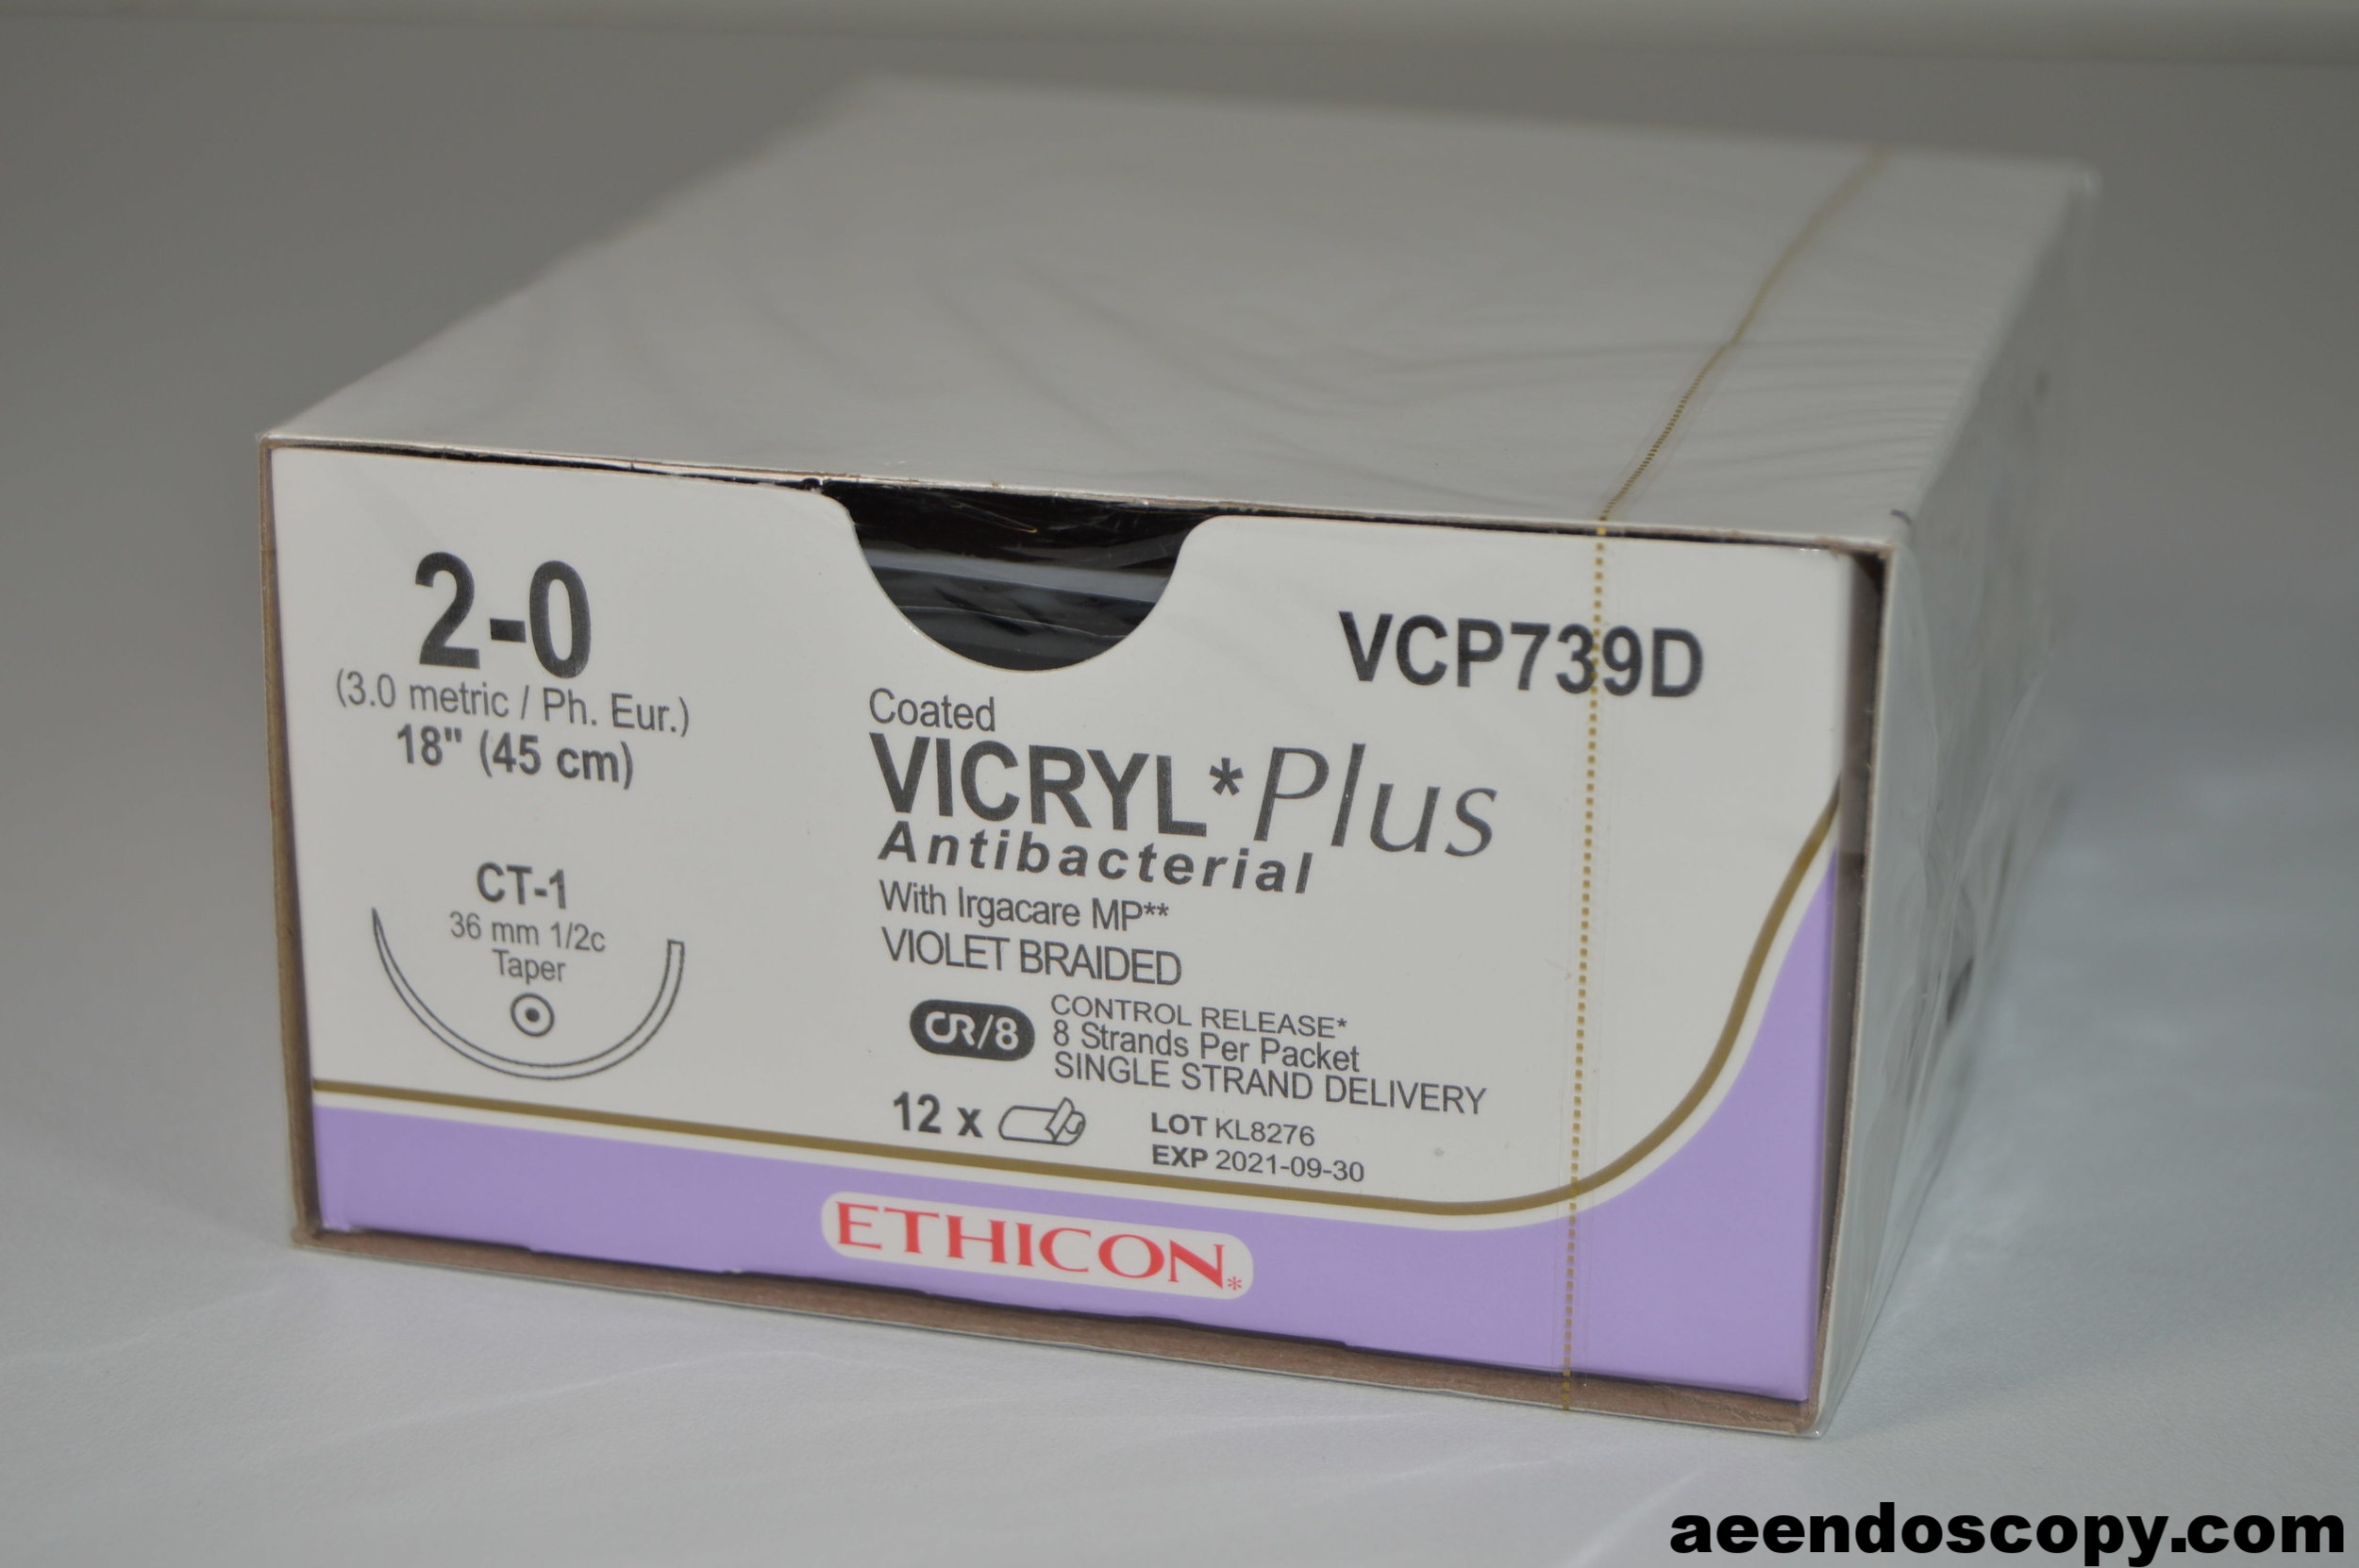 2-0
(3.0 metric / Ph. Eur.)
18" (45 cm)
CT-1
36 mm 1/2c
Taper
VCP739D
Coated
VICRYL*Plus
Antibacterial
With Irgacare MP**
VIOLET BRAIDED
CR/8
CONTROL RELEASE*
8 Strands Per Packet
SINGLE STRAND DELIVERY
12 x
LOT KL8276
EXP 2021-09-30
ETHICON*
aeendoscopy.com